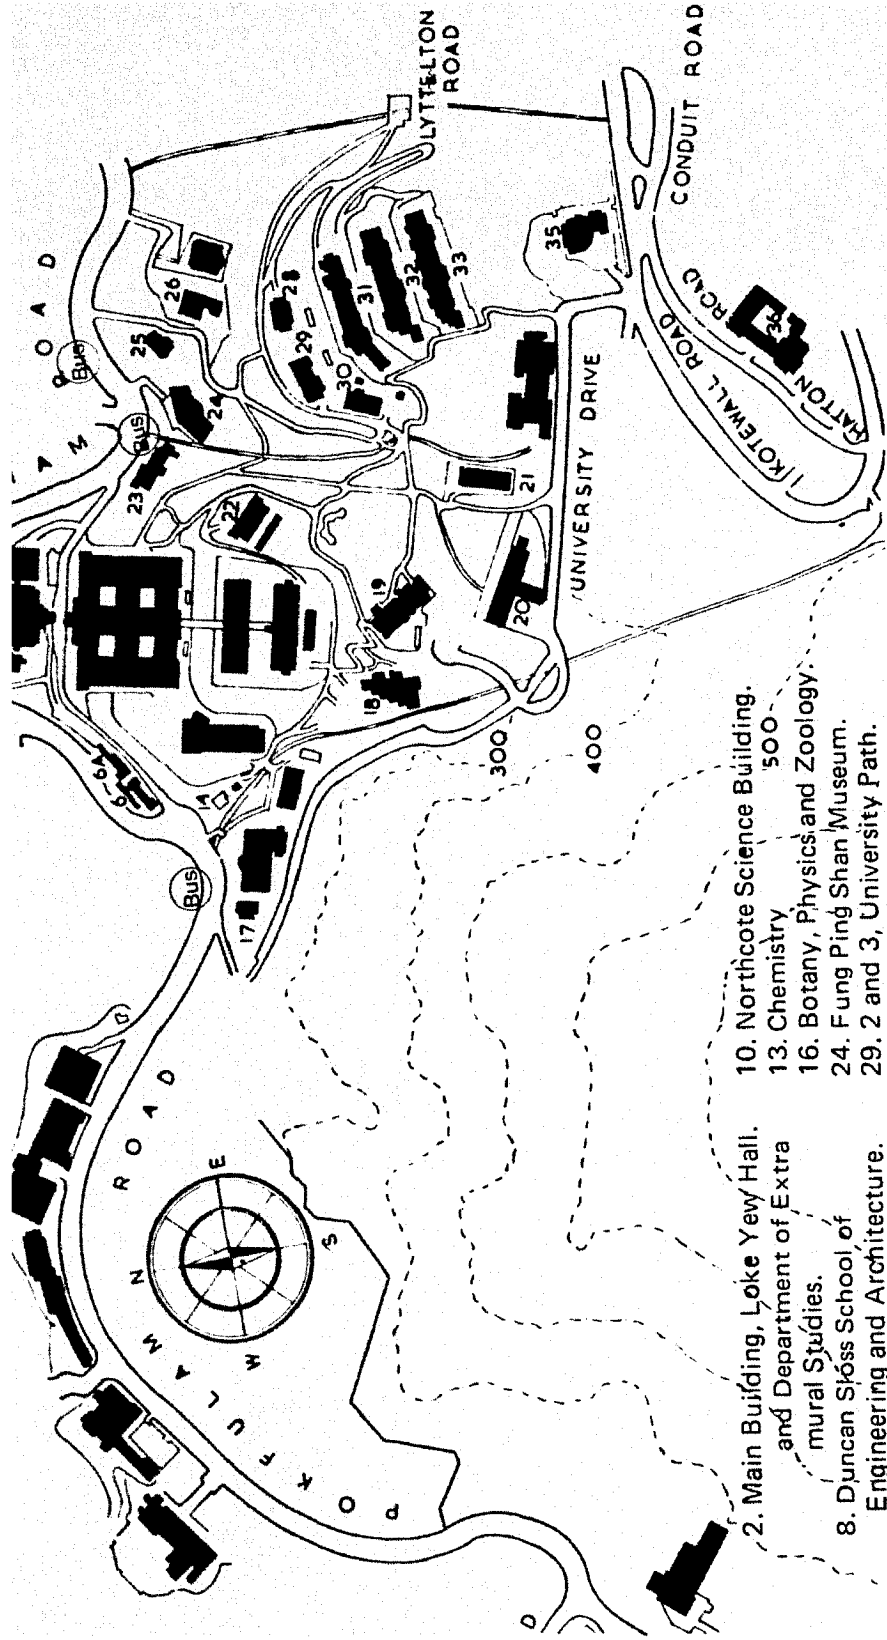 ROAD
AM
Bus
Bus
Bus
POKFULAM
ROAD
D
N
E
S
W
6
6A
17
18
19
20
21
22
23
24
25
26
28
29
30
31
32
33
35
36
LYTTELTON
ROAD
UNIVERSITY DRIVE
CONDUIT ROAD
KOTEWALL ROAD
HATTON ROAD
300
400
500
2. Main Building, Loke Yew Hall.
and Department of Extra
mural Studies.
8. Duncan Sloss School of
Engineering and Architecture.
10. Northcote Science Building.
13. Chemistry
16. Botany, Physics and Zoology.
24. Fung Ping Shan Museum.
29. 2 and 3, University Path.